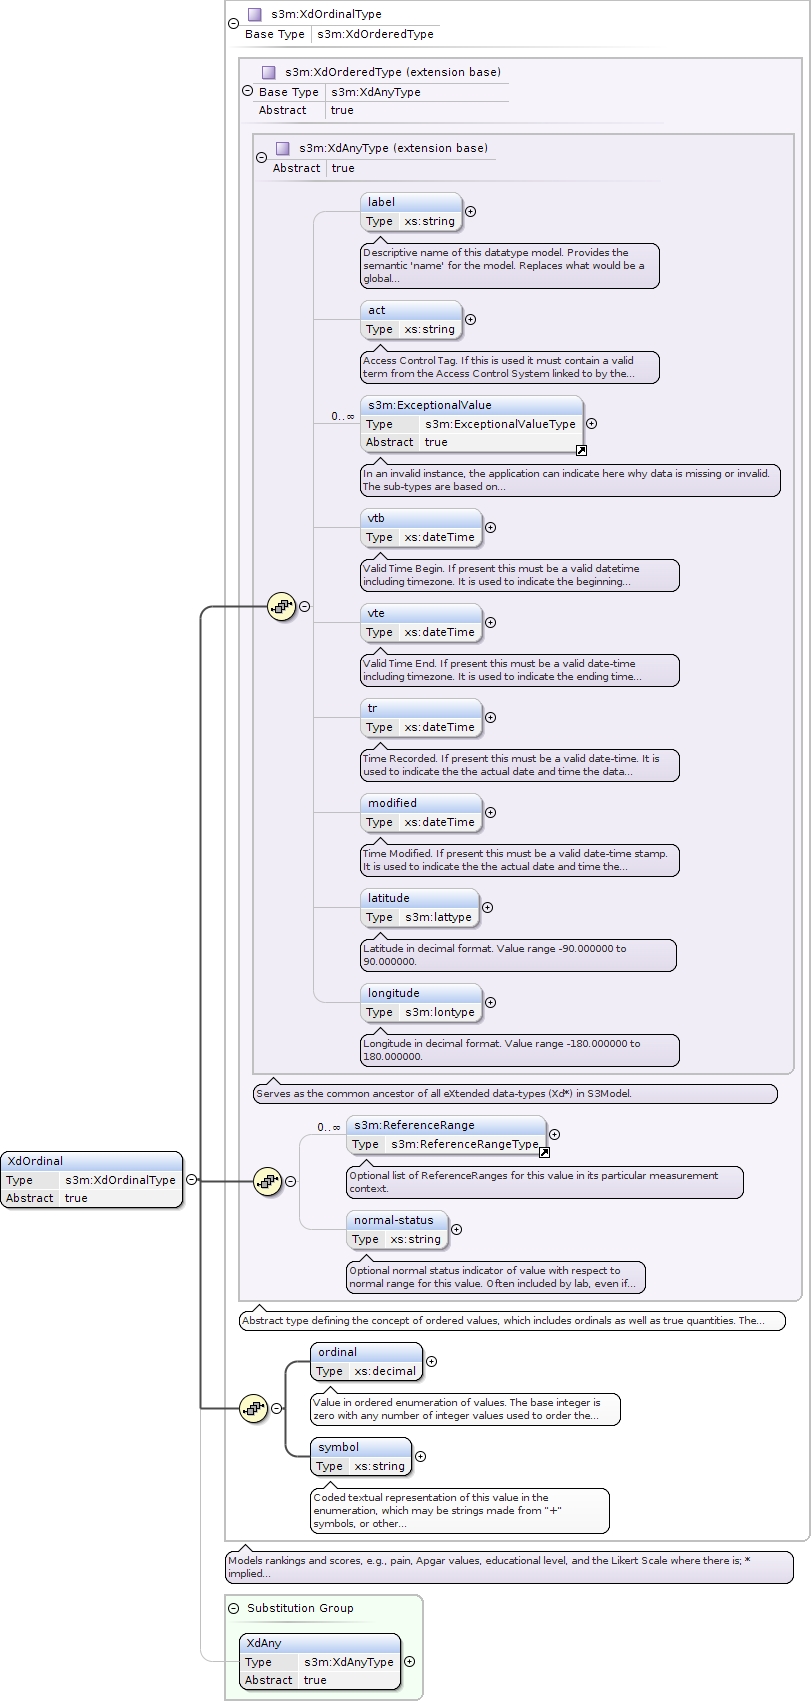 s3m:XdOrdinalType
Base Type s3m:XdOrderedType
s3m:XdOrderedType (extension base)
Base Type s3m:XdAnyType
Abstract true
s3m:XdAnyType (extension base)
Abstract true
label
Type xs:string
Descriptive name of this datatype model. Provides the
semantic 'name' for the model. Replaces what would be a
global...
act
Type xs:string
Access Control Tag. If this is used it must contain a valid
term from the Access Control System linked to by the...
0..∞
s3m:ExceptionalValue
Type s3m:ExceptionalValueType
Abstract true
In an invalid instance, the application can indicate here why data is missing or invalid.
The sub-types are based on...
vtb
Type xs:dateTime
Valid Time Begin. If present this must be a valid datetime
including timezone. It is used to indicate the beginning...
vte
Type xs:dateTime
Valid Time End. If present this must be a valid date-time
including timezone. It is used to indicate the ending time...
tr
Type xs:dateTime
Time Recorded. If present this must be a valid date-time. It is
used to indicate the the actual date and time the data...
modified
Type xs:dateTime
Time Modified. If present this must be a valid date-time stamp.
It is used to indicate the the actual date and time the...
latitude
Type s3m:lattype
Latitude in decimal format. Value range -90.000000 to
90.000000.
longitude
Type s3m:lontype
Longitude in decimal format. Value range -180.000000 to
180.000000.
Serves as the common ancestor of all eXtended data-types (Xd*) in S3Model.
0..∞
s3m:ReferenceRange
Type s3m:ReferenceRangeType
Optional list of ReferenceRanges for this value in its particular measurement
context.
XdOrdinal
Type s3m:XdOrdinalType
Abstract true
normal-status
Type xs:string
Optional normal status indicator of value with respect to
normal range for this value. Often included by lab, even if...
Abstract type defining the concept of ordered values, which includes ordinals as well as true quantities. The...
ordinal
Type xs:decimal
Value in ordered enumeration of values. The base integer is
zero with any number of integer values used to order the...
symbol
Type xs:string
Coded textual representation of this value in the
enumeration, which may be strings made from "+"
symbols, or other...
Models rankings and scores, e.g., pain, Apgar values, educational level, and the Likert Scale where there is; *
implied...
Substitution Group
XdAny
Type s3m:XdAnyType
Abstract true